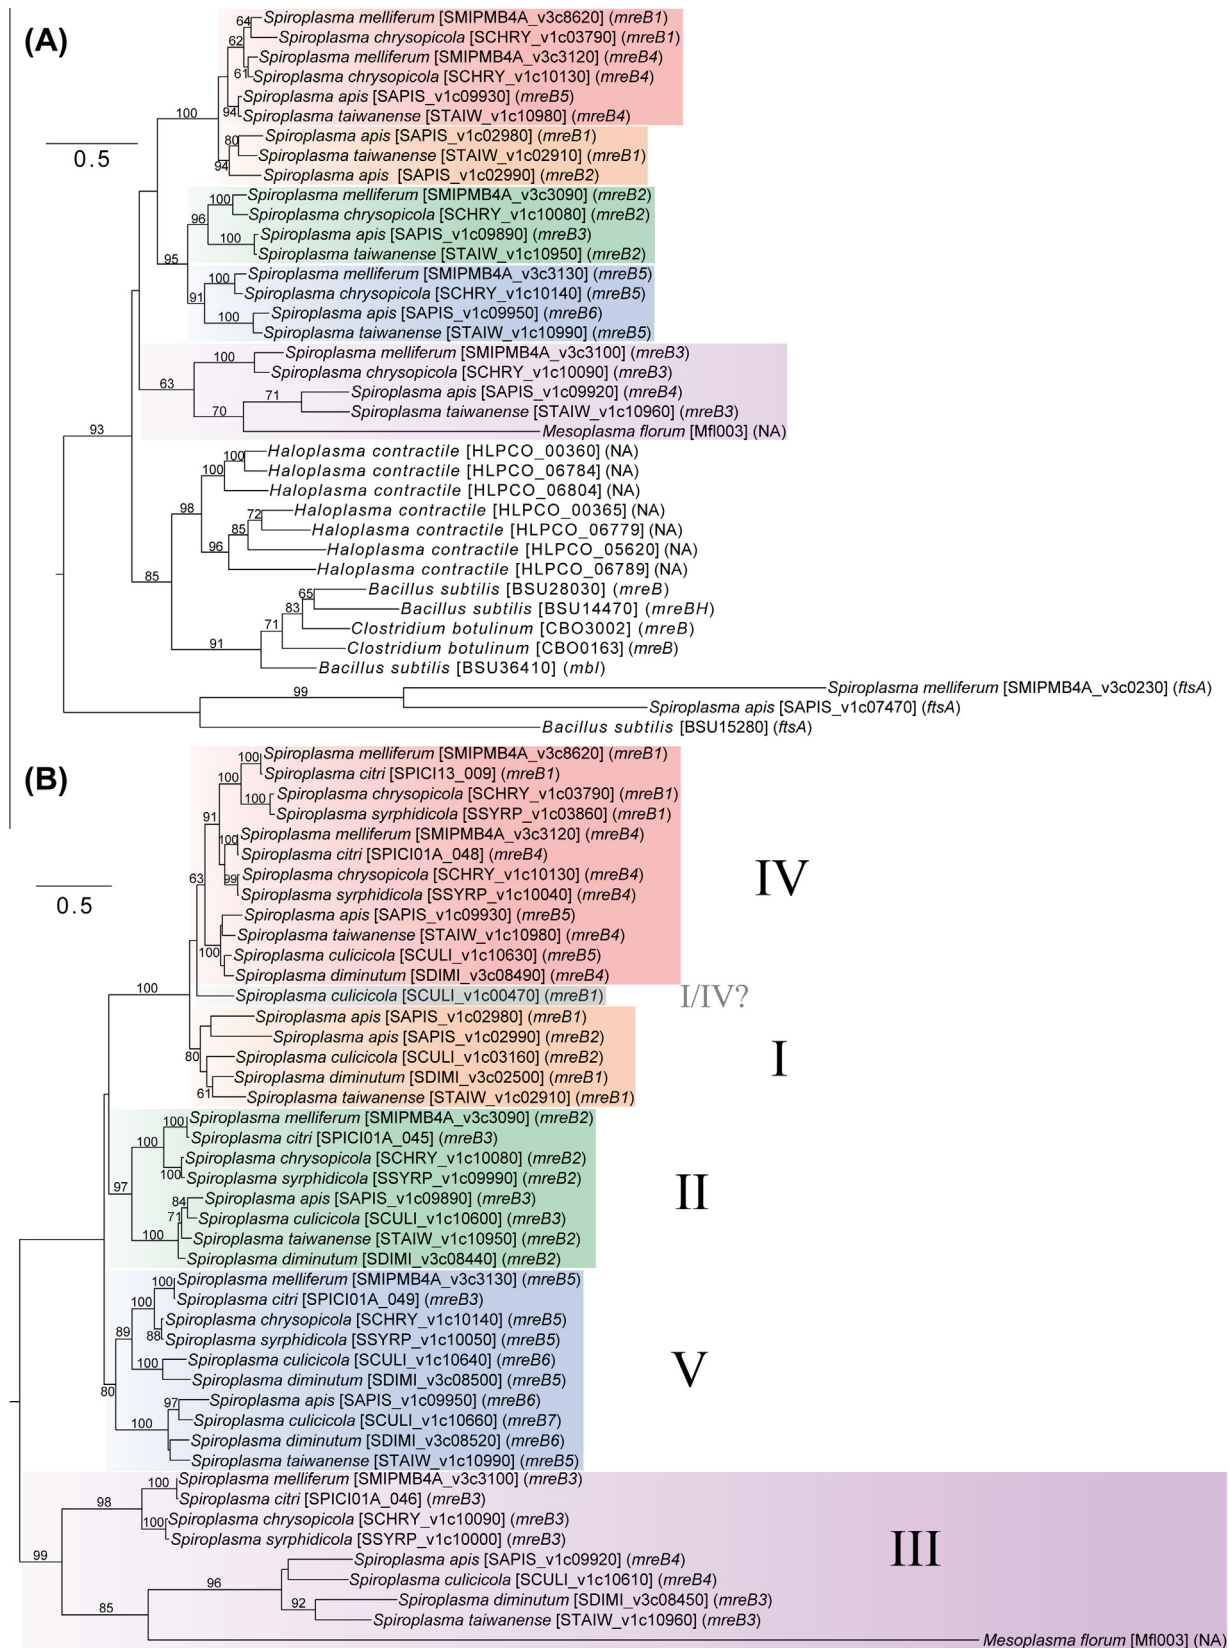 (A)
0.5
64
Spiroplasma melliferum [SMIPMB4A_v3c8620] (mreB1)
Spiroplasma chrysopicola [SCHRY_v1c03790] (mreB1)
62
Spiroplasma melliferum [SMIPMB4A_v3c3120] (mreB4)
61
Spiroplasma chrysopicola [SCHRY_v1c10130] (mreB4)
Spiroplasma apis [SAPIS_v1c09930] (mreB5)
100
94
Spiroplasma taiwanense [STAIW_v1c10980] (mreB4)
80
Spiroplasma apis [SAPIS_v1c02980] (mreB1)
Spiroplasma taiwanense [STAIW_v1c02910] (mreB1)
94
Spiroplasma apis [SAPIS_v1c02990] (mreB2)
100
Spiroplasma melliferum [SMIPMB4A_v3c3090] (mreB2)
Spiroplasma chrysopicola [SCHRY_v1c10080] (mreB2)
96
100
Spiroplasma apis [SAPIS_v1c09890] (mreB3)
Spiroplasma taiwanense [STAIW_v1c10950] (mreB2)
95
100
Spiroplasma melliferum [SMIPMB4A_v3c3130] (mreB5)
Spiroplasma chrysopicola [SCHRY_v1c10140] (mreB5)
91
100
Spiroplasma apis [SAPIS_v1c09950] (mreB6)
Spiroplasma taiwanense [STAIW_v1c10990] (mreB5)
100
Spiroplasma melliferum [SMIPMB4A_v3c3100] (mreB3)
Spiroplasma chrysopicola [SCHRY_v1c10090] (mreB3)
63
71
Spiroplasma apis [SAPIS_v1c09920] (mreB4)
70
Spiroplasma taiwanense [STAIW_v1c10960] (mreB3)
Mesoplasma florum [Mfl003] (NA)
93
100
Haloplasma contractile [HLPCO_00360] (NA)
100
Haloplasma contractile [HLPCO_06784] (NA)
Haloplasma contractile [HLPCO_06804] (NA)
98
72
Haloplasma contractile [HLPCO_00365] (NA)
85
Haloplasma contractile [HLPCO_06779] (NA)
96
Haloplasma contractile [HLPCO_05620] (NA)
Haloplasma contractile [HLPCO_06789] (NA)
85
65
Bacillus subtilis [BSU28030] (mreB)
83
Bacillus subtilis [BSU14470] (mreBH)
71
Clostridium botulinum [CBO3002] (mreB)
91
Clostridium botulinum [CBO0163] (mreB)
Bacillus subtilis [BSU36410] (mbl)
99
Spiroplasma melliferum [SMIPMB4A_v3c0230] (ftsA)
Spiroplasma apis [SAPIS_v1c07470] (ftsA)
Bacillus subtilis [BSU15280] (ftsA)
(B)
0.5
100
Spiroplasma melliferum [SMIPMB4A_v3c8620] (mreB1)
Spiroplasma citri [SPICI13_009] (mreB1)
100
100
Spiroplasma chrysopicola [SCHRY_v1c03790] (mreB1)
Spiroplasma syrphidicola [SSYRP_v1c03860] (mreB1)
91
100
Spiroplasma melliferum [SMIPMB4A_v3c3120] (mreB4)
Spiroplasma citri [SPICI01A_048] (mreB4)
63
99
Spiroplasma chrysopicola [SCHRY_v1c10130] (mreB4)
Spiroplasma syrphidicola [SSYRP_v1c10040] (mreB4)
IV
Spiroplasma apis [SAPIS_v1c09930] (mreB5)
Spiroplasma taiwanense [STAIW_v1c10980] (mreB4)
100
Spiroplasma culicicola [SCULI_v1c10630] (mreB5)
Spiroplasma diminutum [SDIMI_v3c08490] (mreB4)
100
Spiroplasma culicicola [SCULI_v1c00470] (mreB1)
I/IV?
Spiroplasma apis [SAPIS_v1c02980] (mreB1)
Spiroplasma apis [SAPIS_v1c02990] (mreB2)
80
Spiroplasma culicicola [SCULI_v1c03160] (mreB2)
I
Spiroplasma diminutum [SDIMI_v3c02500] (mreB1)
61
Spiroplasma taiwanense [STAIW_v1c02910] (mreB1)
100
Spiroplasma melliferum [SMIPMB4A_v3c3090] (mreB2)
Spiroplasma citri [SPICI01A_045] (mreB3)
100
Spiroplasma chrysopicola [SCHRY_v1c10080] (mreB2)
100
Spiroplasma syrphidicola [SSYRP_v1c09990] (mreB2)
97
II
84
Spiroplasma apis [SAPIS_v1c09890] (mreB3)
71
Spiroplasma culicicola [SCULI_v1c10600] (mreB3)
100
Spiroplasma taiwanense [STAIW_v1c10950] (mreB2)
Spiroplasma diminutum [SDIMI_v3c08440] (mreB2)
100
Spiroplasma melliferum [SMIPMB4A_v3c3130] (mreB5)
Spiroplasma citri [SPICI01A_049] (mreB3)
100
Spiroplasma chrysopicola [SCHRY_v1c10140] (mreB5)
89
88
Spiroplasma syrphidicola [SSYRP_v1c10050] (mreB5)
100
Spiroplasma culicicola [SCULI_v1c10640] (mreB6)
Spiroplasma diminutum [SDIMI_v3c08500] (mreB5)
V
80
97
Spiroplasma apis [SAPIS_v1c09950] (mreB6)
100
Spiroplasma culicicola [SCULI_v1c10660] (mreB7)
Spiroplasma diminutum [SDIMI_v3c08520] (mreB6)
Spiroplasma taiwanense [STAIW_v1c10990] (mreB5)
100
Spiroplasma melliferum [SMIPMB4A_v3c3100] (mreB3)
Spiroplasma citri [SPICI01A_046] (mreB3)
98
100
Spiroplasma chrysopicola [SCHRY_v1c10090] (mreB3)
Spiroplasma syrphidicola [SSYRP_v1c10000] (mreB3)
III
99
Spiroplasma apis [SAPIS_v1c09920] (mreB4)
96
Spiroplasma culicicola [SCULI_v1c10610] (mreB4)
92
Spiroplasma diminutum [SDIMI_v3c08450] (mreB3)
85
Spiroplasma taiwanense [STAIW_v1c10960] (mreB3)
Mesoplasma florum [Mfl003] (NA)